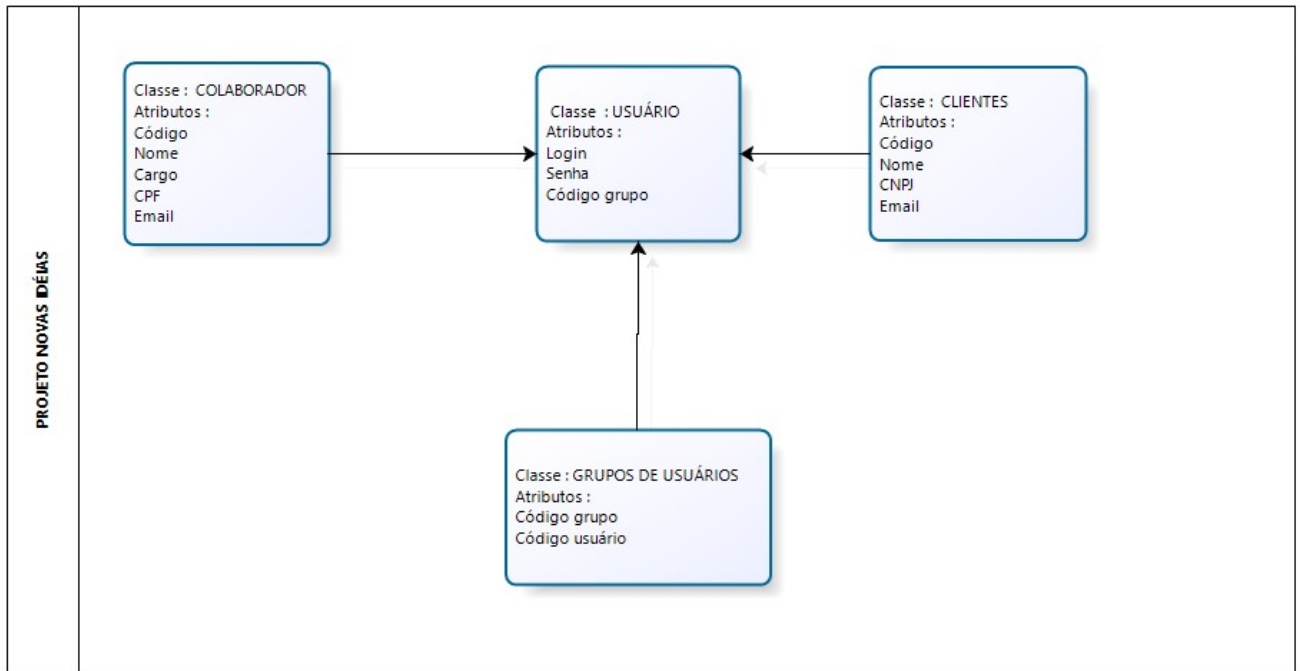 PROJETO NOVAS IDÉIAS
Classe : COLABORADOR
Atributos :
Código
Nome
Cargo
CPF
Email
Classe : USUÁRIO
Atributos :
Login
Senha
Código grupo
Classe : CLIENTES
Atributos :
Código
Nome
CNPJ
Email
Classe : GRUPOS DE USUÁRIOS
Atributos :
Código grupo
Código usuário